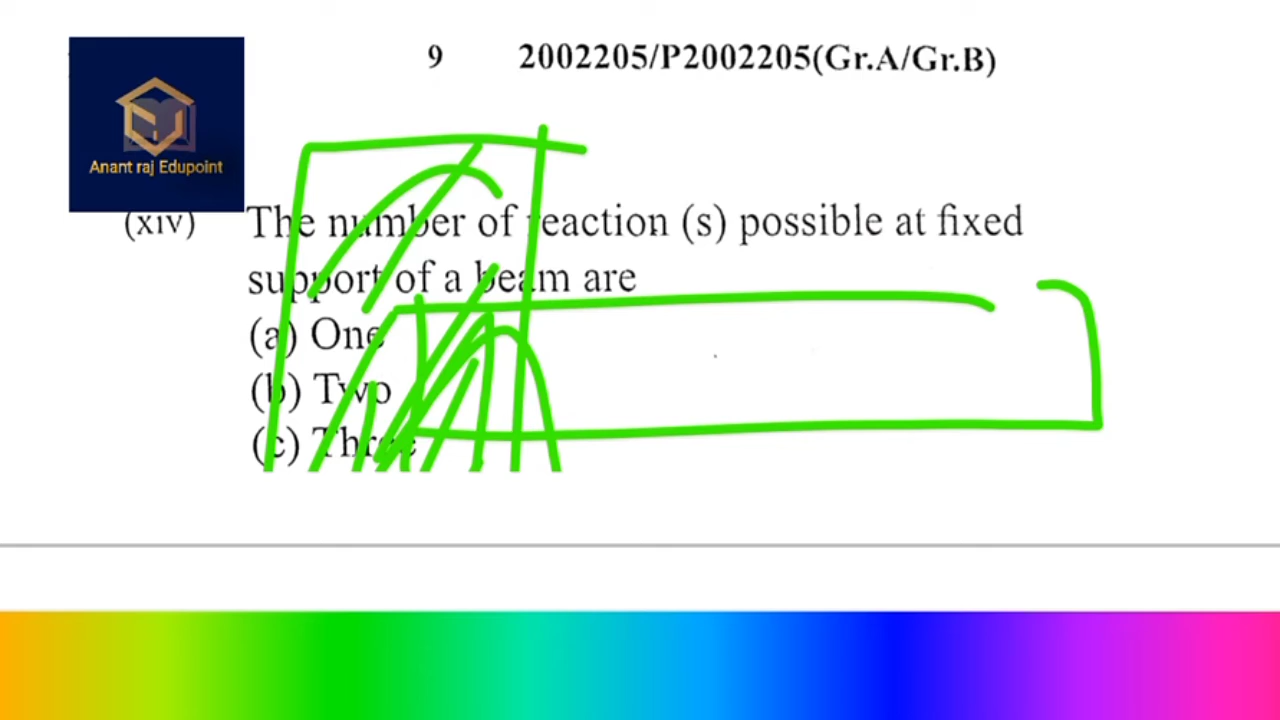 9 2002205/P2002205(Gr.A/Gr.B)
Anant raj Edupoint
(xiv) The number of reaction (s) possible at fixed
support of a beam are
(a) One
(b) Two
(c) Three